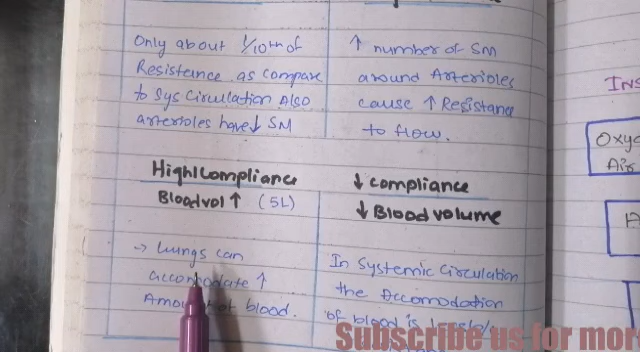 Only about 1/10th of
Resistance as compare
to Sys Circulation Also
arterioles have↓ SM
↑ number of SM
around Arterioles
cause ↑ Resistance
to flow.
High Compliance
Blood vol ↑ (5L)
↓ compliance
↓ Blood volume
→ Lungs can
accomodate ↑
Amount of blood.
In Systemic Circulation
the Accomodation
of blood is
INS
Oxyg
Air
Subscribe us for mor